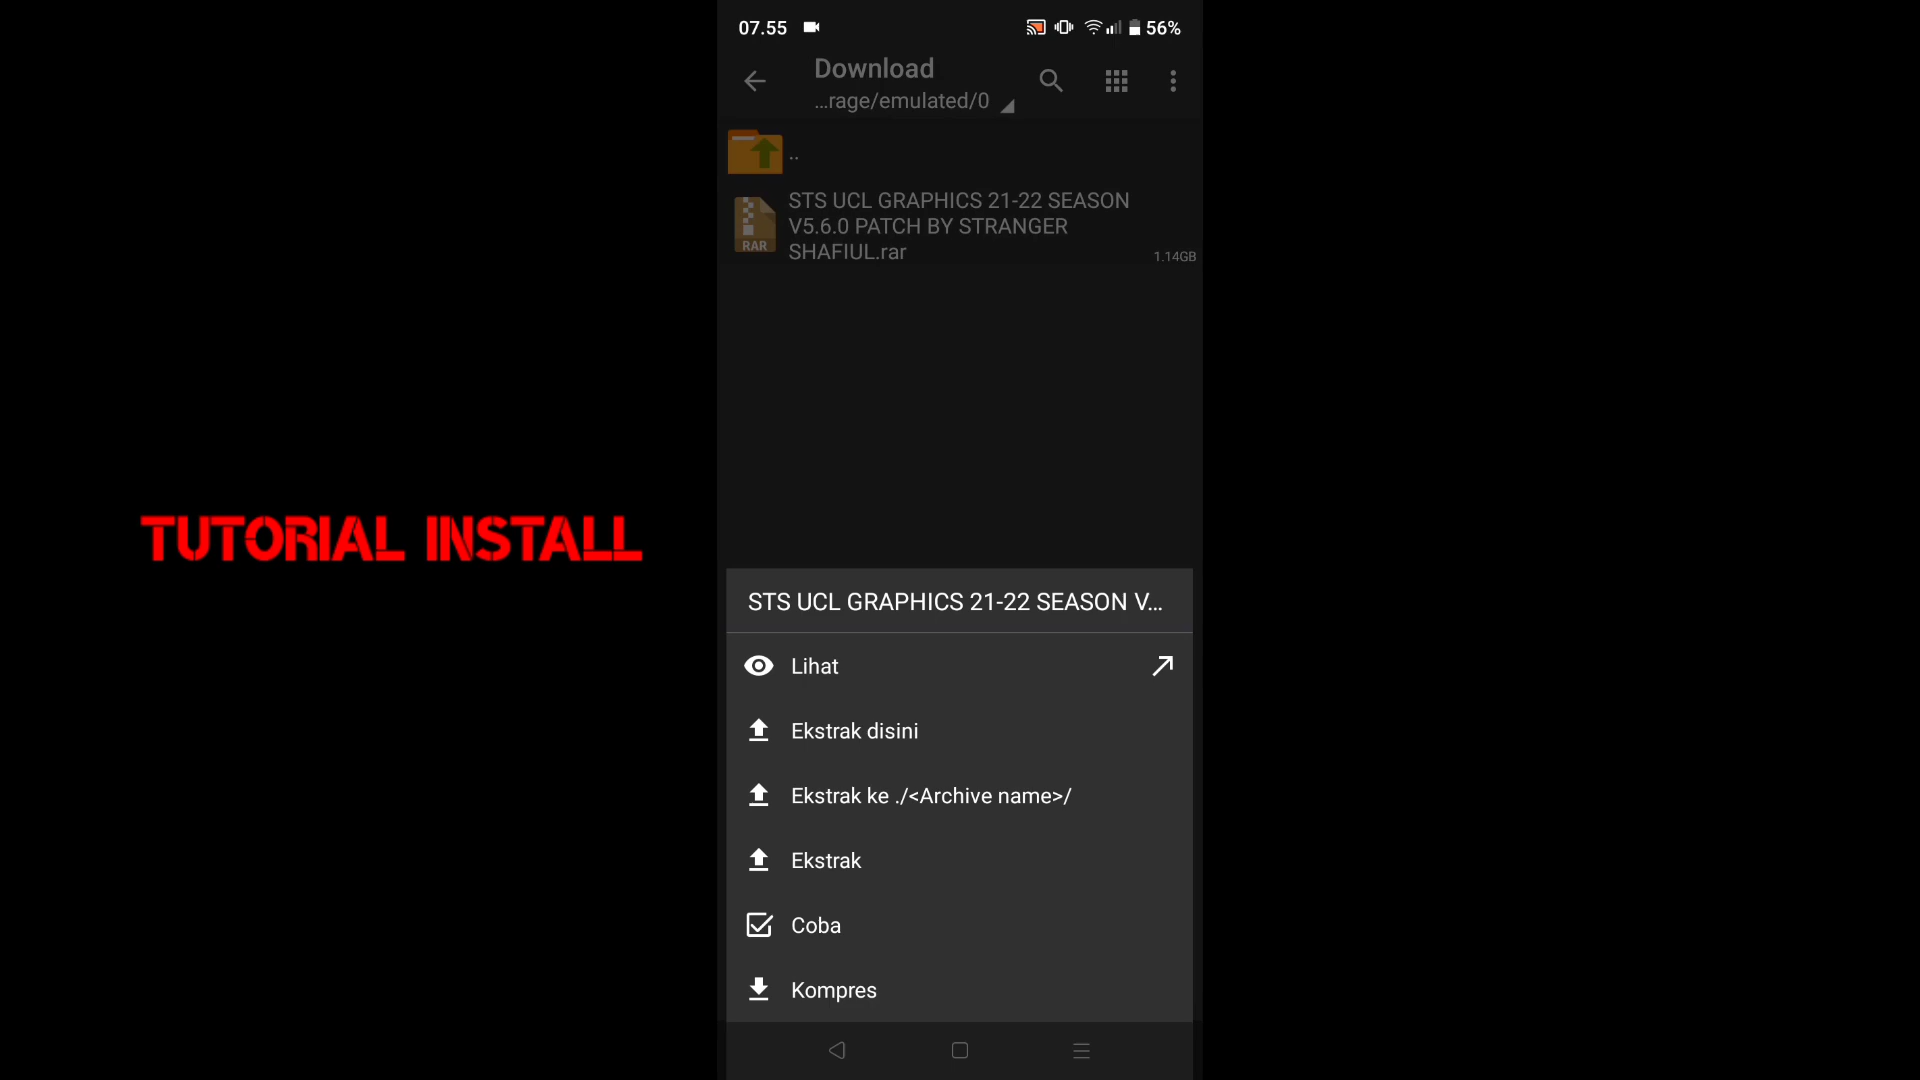 07.55
56%
Download
...rage/emulated/0
..
STS UCL GRAPHICS 21-22 SEASON
V5.6.0 PATCH BY STRANGER
SHAFIUL.rar
RAR
1.14GB
TUTORIAL INSTALL
STS UCL GRAPHICS 21-22 SEASON V...
Lihat
Ekstrak disini
Ekstrak ke ./<Archive name>/
Ekstrak
Coba
Kompres